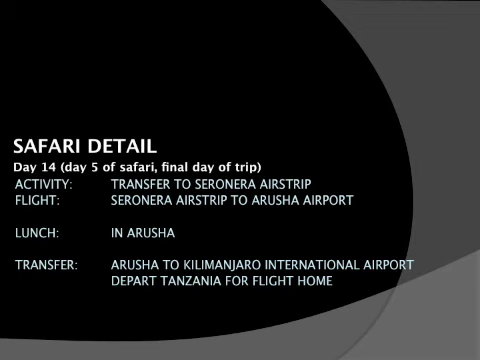 SAFARI DETAIL
Day 14 (day 5 of safari, final day of trip)
ACTIVITY: TRANSFER TO SERONERA AIRSTRIP
FLIGHT: SERONERA AIRSTRIP TO ARUSHA AIRPORT
LUNCH: IN ARUSHA
TRANSFER: ARUSHA TO KILIMANJARO INTERNATIONAL AIRPORT
DEPART TANZANIA FOR FLIGHT HOME